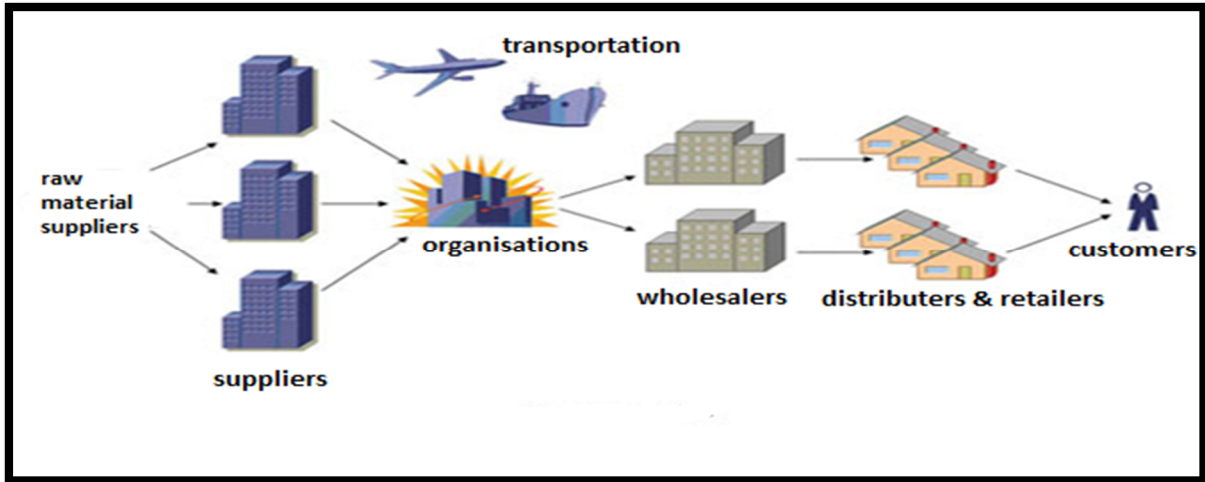 transportation
raw
material
suppliers
organisations
customers
wholesalers
distributers & retailers
suppliers